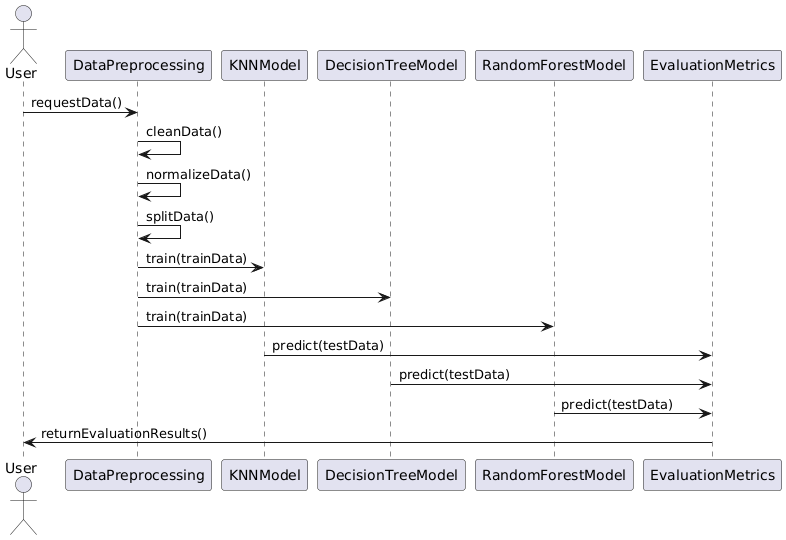 User
DataPreprocessing
KNNModel
DecisionTreeModel
RandomForestModel
EvaluationMetrics
requestData()
cleanData()
normalizeData()
splitData()
train(trainData)
train(trainData)
train(trainData)
predict(testData)
predict(testData)
predict(testData)
returnEvaluationResults()
User
DataPreprocessing
KNNModel
DecisionTreeModel
RandomForestModel
EvaluationMetrics